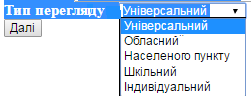 Тип перегляду Універсальний
Далі
Універсальний
Обласний
Населеного пункту
Шкільний
Індивідуальний